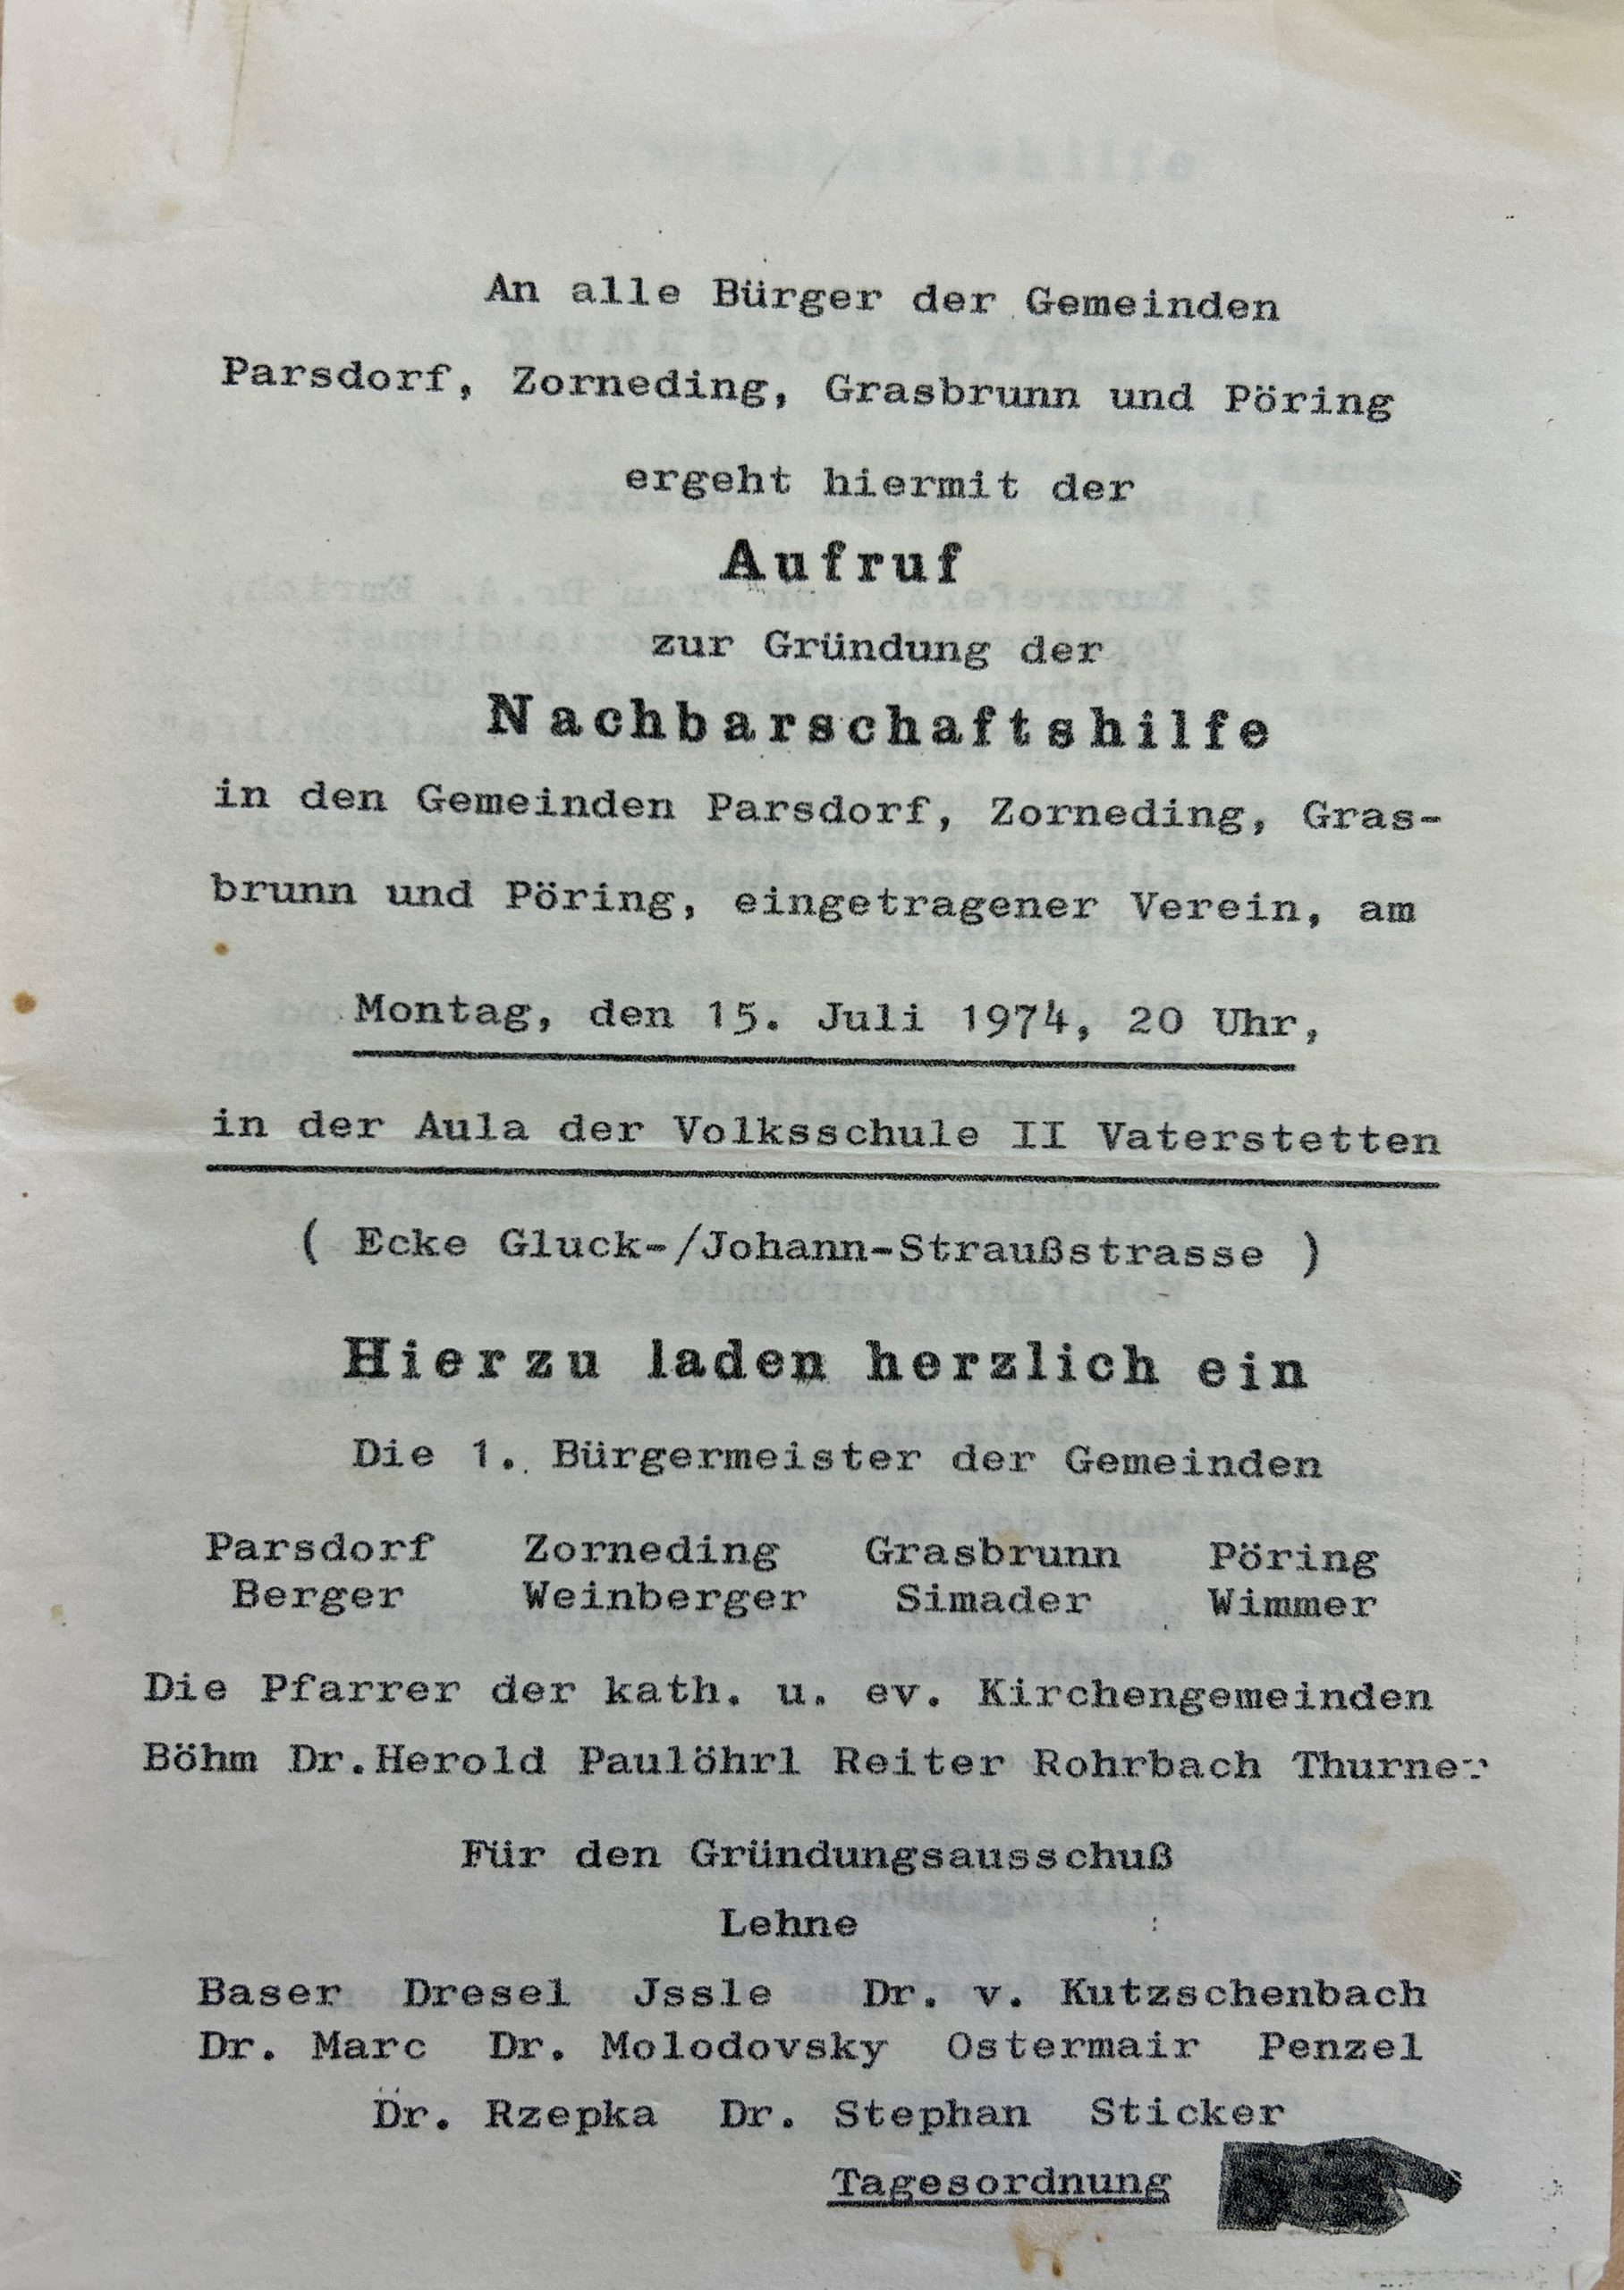 An alle Bürger der Gemeinden
Parsdorf, Zorneding, Grasbrunn und Pöring
ergeht hiermit der
Aufruf
zur Gründung der
Nachbarschaftshilfe
in den Gemeinden Parsdorf, Zorneding, Gras-
brunn und Pöring, eingetragener Verein, am
Montag, den 15. Juli 1974, 20 Uhr,
in der Aula der Volksschule II Vaterstetten
( Ecke Gluck-/Johann-Straußstrasse )
Hierzu laden herzlich ein
Die 1. Bürgermeister der Gemeinden
Parsdorf Zorneding Grasbrunn Pöring
Berger Weinberger Simader Wimmer
Die Pfarrer der kath. u. ev. Kirchengemeinden
Böhm Dr.Herold Paulöhrl Reiter Rohrbach Thurner
Für den Gründungsausschuß
Lehne
Baser Dresel Jssle Dr. v. Kutzschenbach
Dr. Marc Dr. Molodovsky Ostermair Penzel
Dr. Rzepka Dr. Stephan Sticker
Tagesordnung